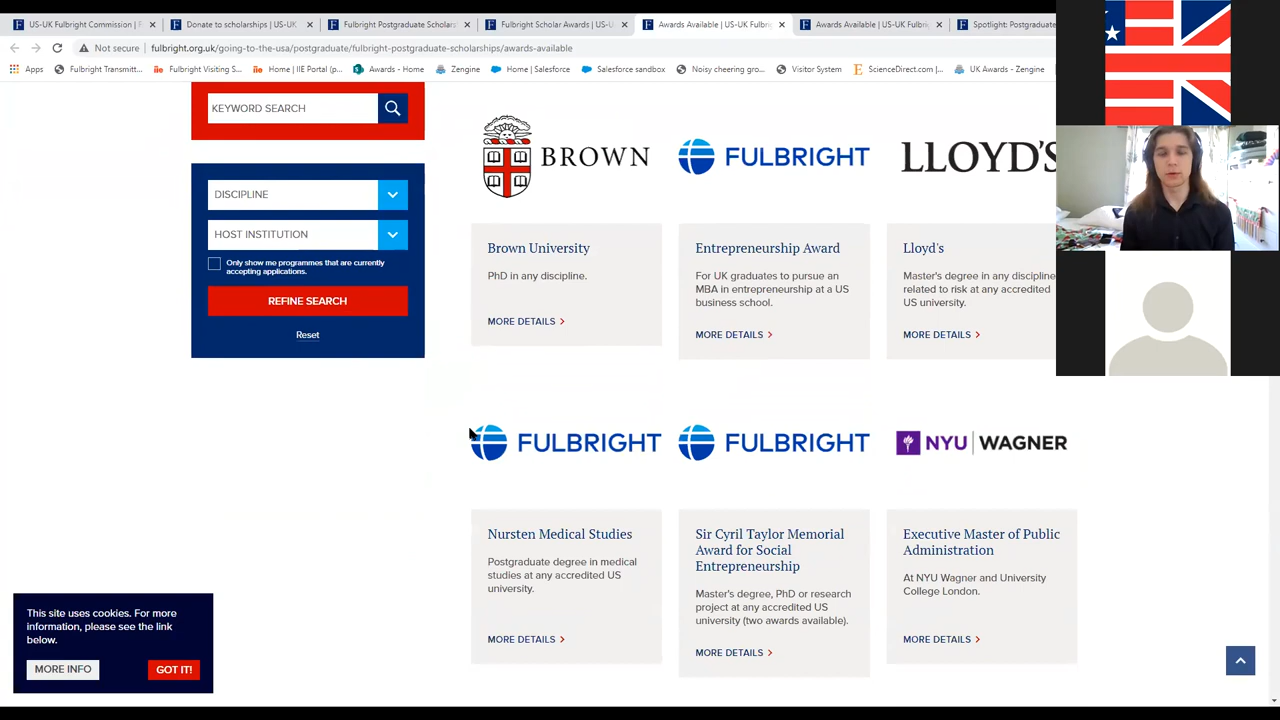 US-UK Fulbright Commission |
Donate to scholarships | US-UK
Fulbright Postgraduate Scholars
Fulbright Scholar Awards | US-U
Awards Available | US-UK Fulbri
Awards Available | US-UK Fulbri
Spotlight: Postgraduate
Not secure
fulbright.org.uk/going-to-the-usa/postgraduate/fulbright-postgraduate-scholarships/awards-available
Apps
Fulbright Transmitt...
Fulbright Visiting S...
Home | IIE Portal (p...
Awards - Home
Zengine
Home | Salesforce
Salesforce sandbox
Noisy cheering gro...
Visitor System
ScienceDirect.com |...
UK Awards - Zengine
KEYWORD SEARCH
DISCIPLINE
HOST INSTITUTION
Only show me programmes that are currently
accepting applications.
REFINE SEARCH
Reset
BROWN
Brown University
PhD in any discipline.
MORE DETAILS
FULBRIGHT
Entrepreneurship Award
For UK graduates to pursue an
MBA in entrepreneurship at a US
business school.
MORE DETAILS
LLOYD'S
Lloyd's
Master's degree in any discipline
related to risk at any accredited
US university.
MORE DETAILS
FULBRIGHT
Nursten Medical Studies
Postgraduate degree in medical
studies at any accredited US
university.
MORE DETAILS
FULBRIGHT
Sir Cyril Taylor Memorial
Award for Social
Entrepreneurship
Master's degree, PhD or research
project at any accredited US
university (two awards available).
MORE DETAILS
NYU WAGNER
Executive Master of Public
Administration
At NYU Wagner and University
College London.
MORE DETAILS
This site uses cookies. For more
information, please see the link
below.
MORE INFO
GOT IT!